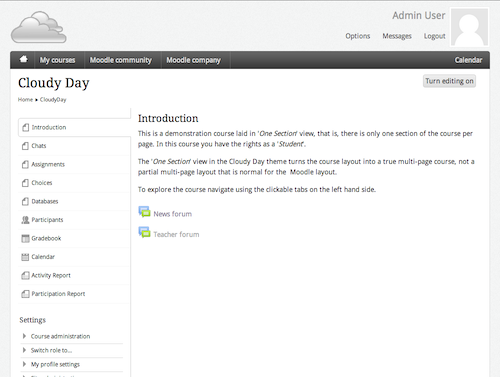 Admin User
Options Messages Logout
My courses Moodle community Moodle company Calendar
Cloudy Day
Turn editing on
Home ▸ CloudyDay
Introduction
Chats
Assignments
Choices
Databases
Participants
Gradebook
Calendar
Activity Report
Participation Report
Settings
Course administration
Switch role to...
My profile settings
Introduction
This is a demonstration course laid in 'One Section' view, that is, there is only one section of the course per
page. In this course you have the rights as a 'Student'.
The 'One Section' view in the Cloudy Day theme turns the course layout into a true multi-page course, not a
partial multi-page layout that is normal for the Moodle layout.
To explore the course navigate using the clickable tabs on the left hand side.
News forum
Teacher forum